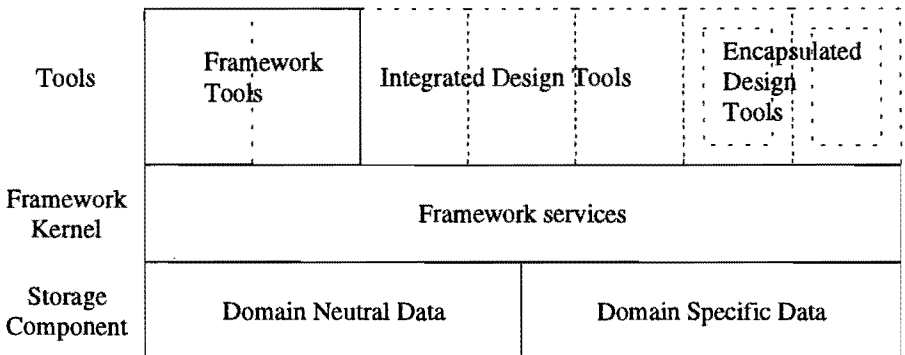 Tools
Framework
Tools
Integrated Design Tools
Encapsulated
Design
Tools
Framework
Kernel
Framework services
Storage
Component
Domain Neutral Data
Domain Specific Data